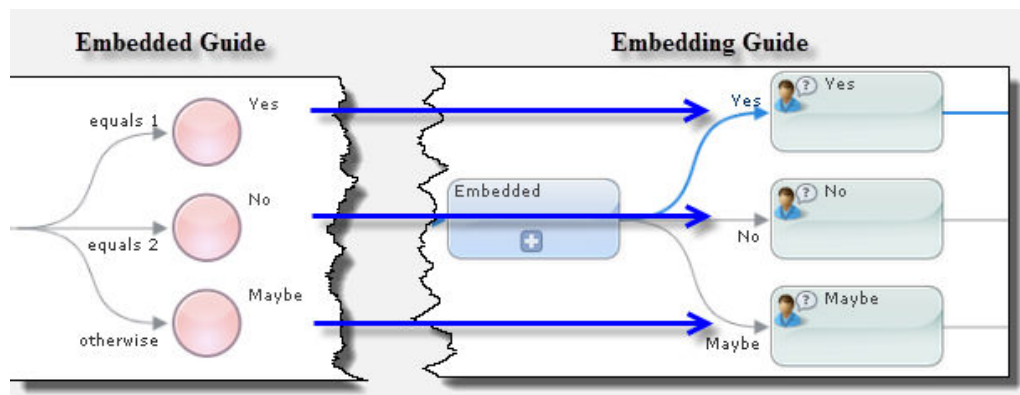 Embedded Guide
equals 1
Yes
equals 2
No
otherwise
Maybe
Embedding Guide
Embedded
Yes
Yes
No
No
Maybe
Maybe